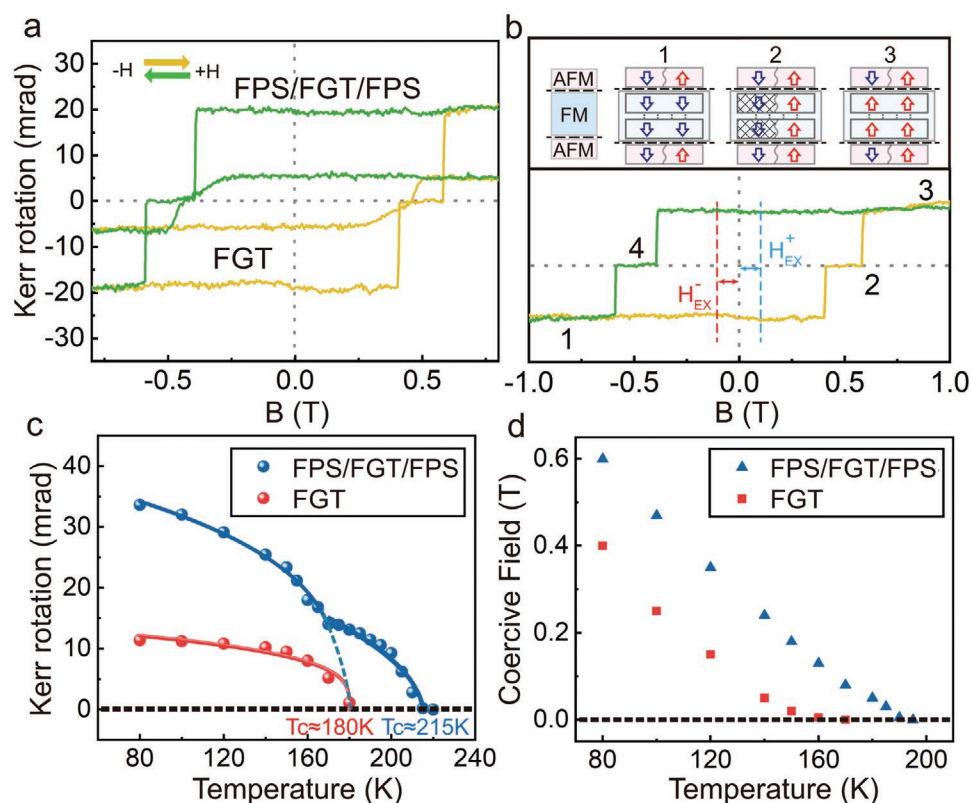 a
-H +H
FPS/FGT/FPS
FGT
Kerr rotation (mrad)
30
20
10
0
-10
-20
-30
-0.5
0.0
0.5
B (T)
b
1
2
3
AFM
FM
AFM
3
4
H⁺EX
H⁻EX
2
1
-1.0
-0.5
0.0
0.5
1.0
B (T)
c
FPS/FGT/FPS
FGT
Kerr rotation (mrad)
40
30
20
10
0
Tc≈180K
Tc≈215K
80
120
160
200
240
Temperature (K)
d
FPS/FGT/FPS
FGT
Coercive Field (T)
0.6
0.4
0.2
0.0
80
120
160
200
Temperature (K)